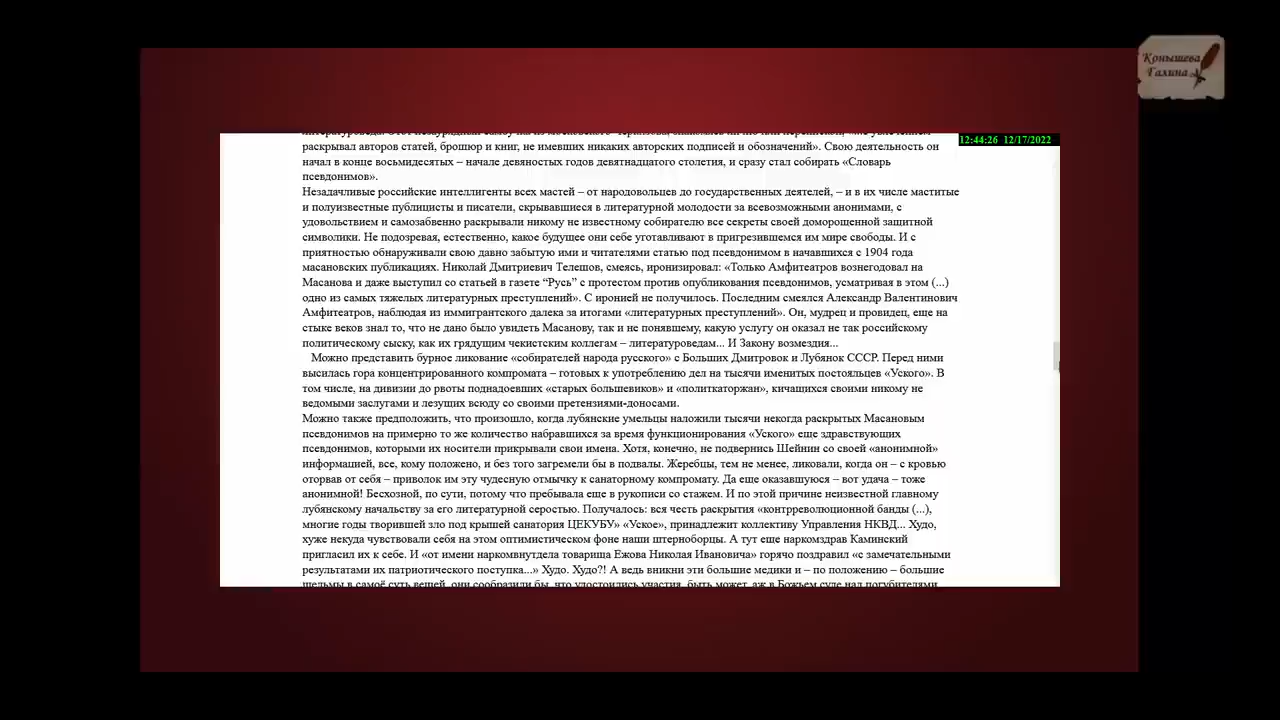 Конышева
Галина
12:44:26 12/17/2022
раскрывал авторов статей, брошюр и книг, не имевших никаких авторских подписей и обозначений». Свою деятельность он
начал в конце восьмидесятых – начале девяностых годов девятнадцатого столетия, и сразу стал собирать «Словарь
псевдонимов».
Незадачливые российские интеллигенты всех мастей – от народовольцев до государственных деятелей, – и в их числе маститые
и полуизвестные публицисты и писатели, скрывавшиеся в литературной молодости за всевозможными анонимами, с
удовольствием и самозабвенно раскрывали никому не известному собирателю все секреты своей доморощенной защитной
символики. Не подозревая, естественно, какое будущее они себе уготавливают в пригрезившемся им мире свободы. И с
приятностью обнаруживали свою давно забытую ими и читателями статью под псевдонимом в начавшихся с 1904 года
масановских публикациях. Николай Дмитриевич Телешов, смеясь, иронизировал: «Только Амфитеатров вознегодовал на
Масанова и даже выступил со статьей в газете “Русь” с протестом против опубликования псевдонимов, усматривая в этом (...)
одно из самых тяжелых литературных преступлений». С иронией не получилось. Последним смеялся Александр Валентинович
Амфитеатров, наблюдая из иммигрантского далека за итогами «литературных преступлений». Он, мудрец и провидец, еще на
стыке веков знал то, что не дано было увидеть Масанову, так и не понявшему, какую услугу он оказал не так российскому
политическому сыску, как их грядущим чекистским коллегам – литературоведам... И Закону возмездия...
Можно представить бурное ликование «собирателей народа русского» с Больших Дмитровок и Лубянок СССР. Перед ними
высилась гора концентрированного компромата – готовых к употреблению дел на тысячи именитых постояльцев «Уского». В
том числе, на дивизии до рвоты поднадоевших «старых большевиков» и «политкаторжан», кичащихся своими никому не
ведомыми заслугами и лезущих всюду со своими претензиями-доносами.
Можно также предположить, что произошло, когда лубянские умельцы наложили тысячи некогда раскрытых Масановым
псевдонимов на примерно то же количество набравшихся за время функционирования «Уского» еще здравствующих
псевдонимов, которыми их носители прикрывали свои имена. Хотя, конечно, не подвернись Шейнин со своей «анонимной»
информацией, все, кому положено, и без того загремели бы в подвалы. Жеребцы, тем не менее, ликовали, когда он – с кровью
оторвав от себя – приволок им эту чудесную отмычку к санаторному компромату. Да еще оказавшуюся – вот удача – тоже
анонимной! Бесхозной, по сути, потому что пребывала еще в рукописи со стажем. И по этой причине неизвестной главному
лубянскому начальству за его литературной серостью. Получалось: вся честь раскрытия «контрреволюционной банды (...),
многие годы творившей зло под крышей санатория ЦЕКУБУ» «Уское», принадлежит коллективу Управления НКВД... Худо,
хуже некуда чувствовали себя на этом оптимистическом фоне наши штерноборцы. А тут еще наркомздрав Каминский
пригласил их к себе. И «от имени наркомвнутдела товарища Ежова Николая Ивановича» горячо поздравил «с замечательными
результатами их патриотического поступка...» Худо. Худо?! А ведь вникни эти большие медики и – по положению – большие
шельмы в самоё суть вещей, они сообразили бы, что удостоились участия, быть может, аж в Божьем суде над погубителями